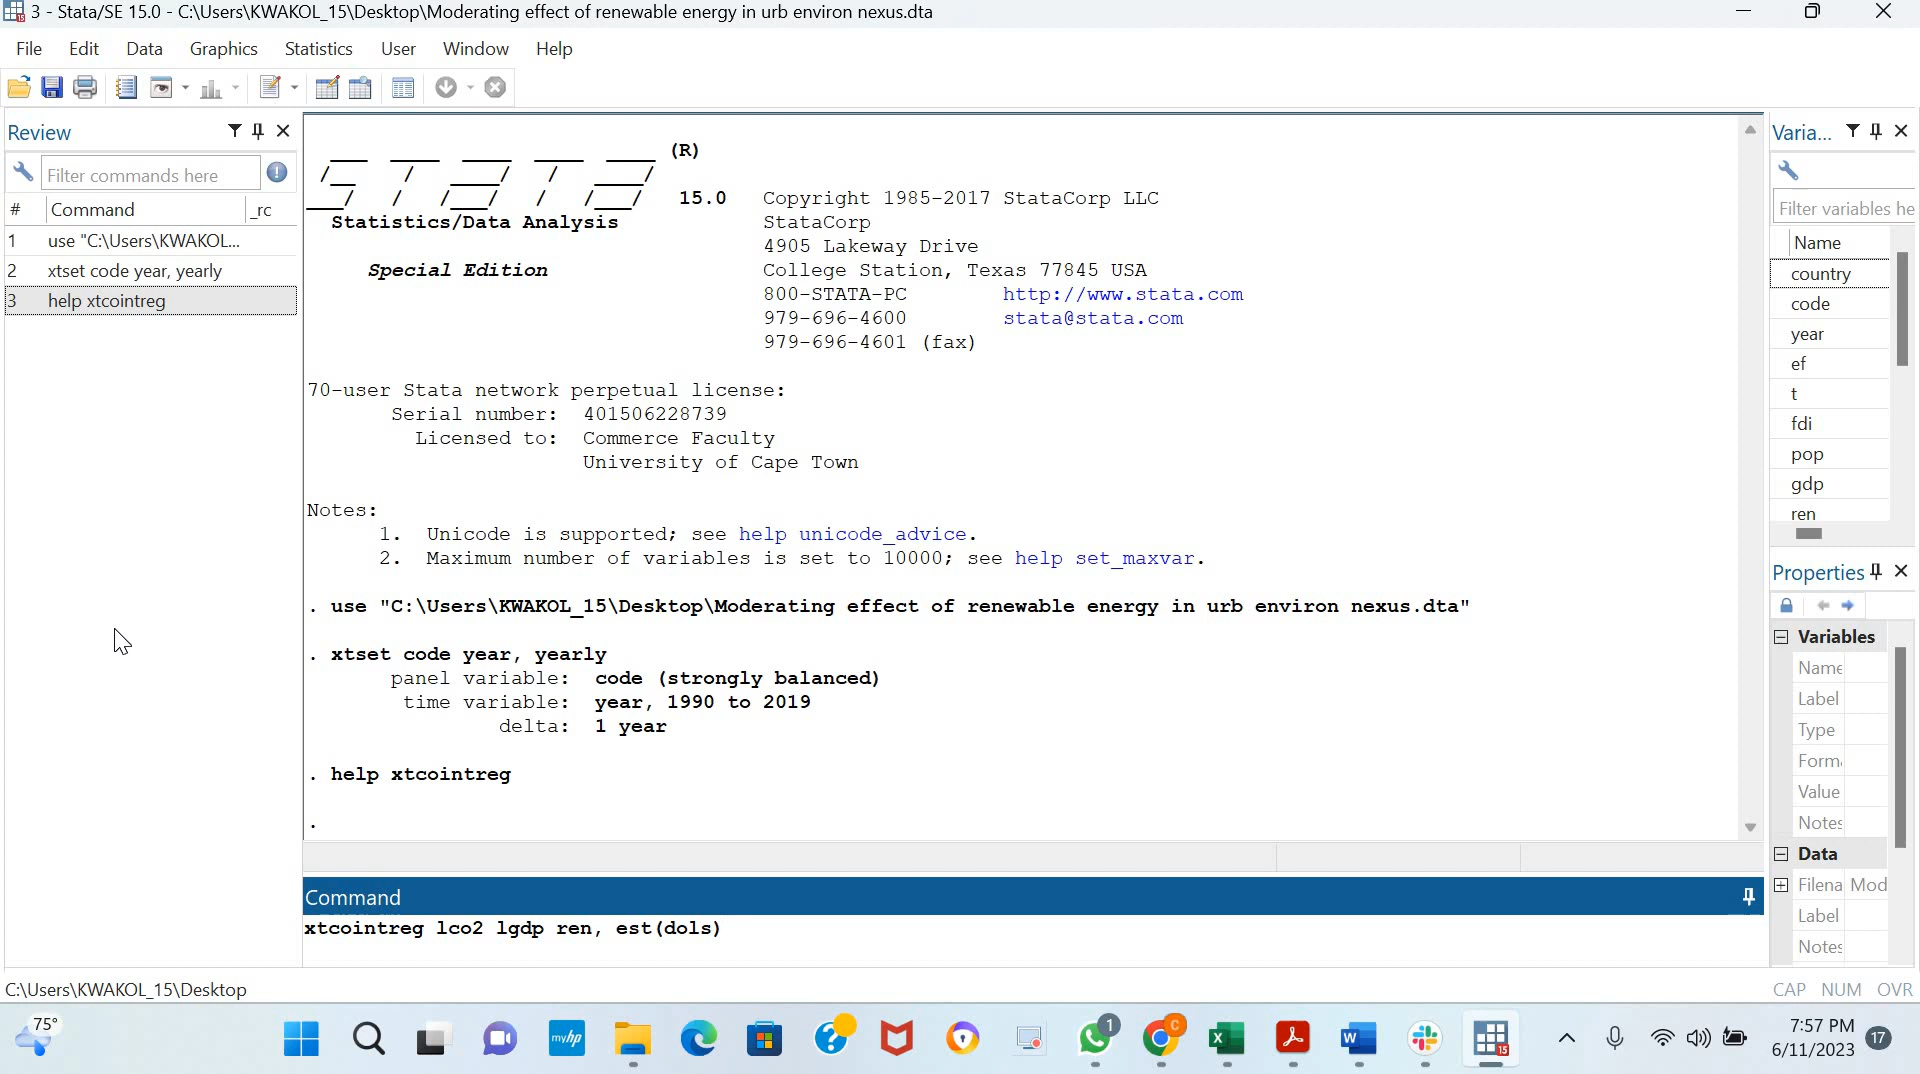 3 - Stata/SE 15.0 - C:\Users\KWAKOL_15\Desktop\Moderating effect of renewable energy in urb environ nexus.dta
File Edit Data Graphics Statistics User Window Help
Review
Filter commands here
# Command _rc
1 use "C:\Users\KWAKOL...
2 xtset code year, yearly
3 help xtcointreg
(R)
STATA
15.0 Copyright 1985-2017 StataCorp LLC
Statistics/Data Analysis StataCorp
4905 Lakeway Drive
Special Edition College Station, Texas 77845 USA
800-STATA-PC http://www.stata.com
979-696-4600 stata@stata.com
979-696-4601 (fax)
70-user Stata network perpetual license:
Serial number: 401506228739
Licensed to: Commerce Faculty
University of Cape Town
Notes:
1. Unicode is supported; see help unicode_advice.
2. Maximum number of variables is set to 10000; see help set_maxvar.
. use "C:\Users\KWAKOL_15\Desktop\Moderating effect of renewable energy in urb environ nexus.dta"
. xtset code year, yearly
panel variable: code (strongly balanced)
time variable: year, 1990 to 2019
delta: 1 year
. help xtcointreg
.
Command
xtcointreg lco2 lgdp ren, est(dols)
Varia...
Filter variables he
Name
country
code
year
ef
t
fdi
pop
gdp
ren
Properties
Variables
Name
Label
Type
Form
Value
Notes
Data
Filena Mod
Label
Notes
C:\Users\KWAKOL_15\Desktop
CAP NUM OVR
75°
myhp
1
C
15
7:57 PM
6/11/2023
17